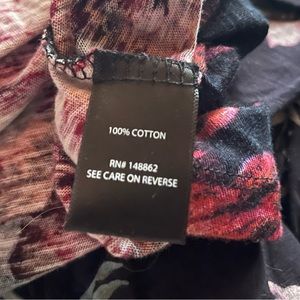 100% COTTON
RN# 148862
SEE CARE ON REVERSE